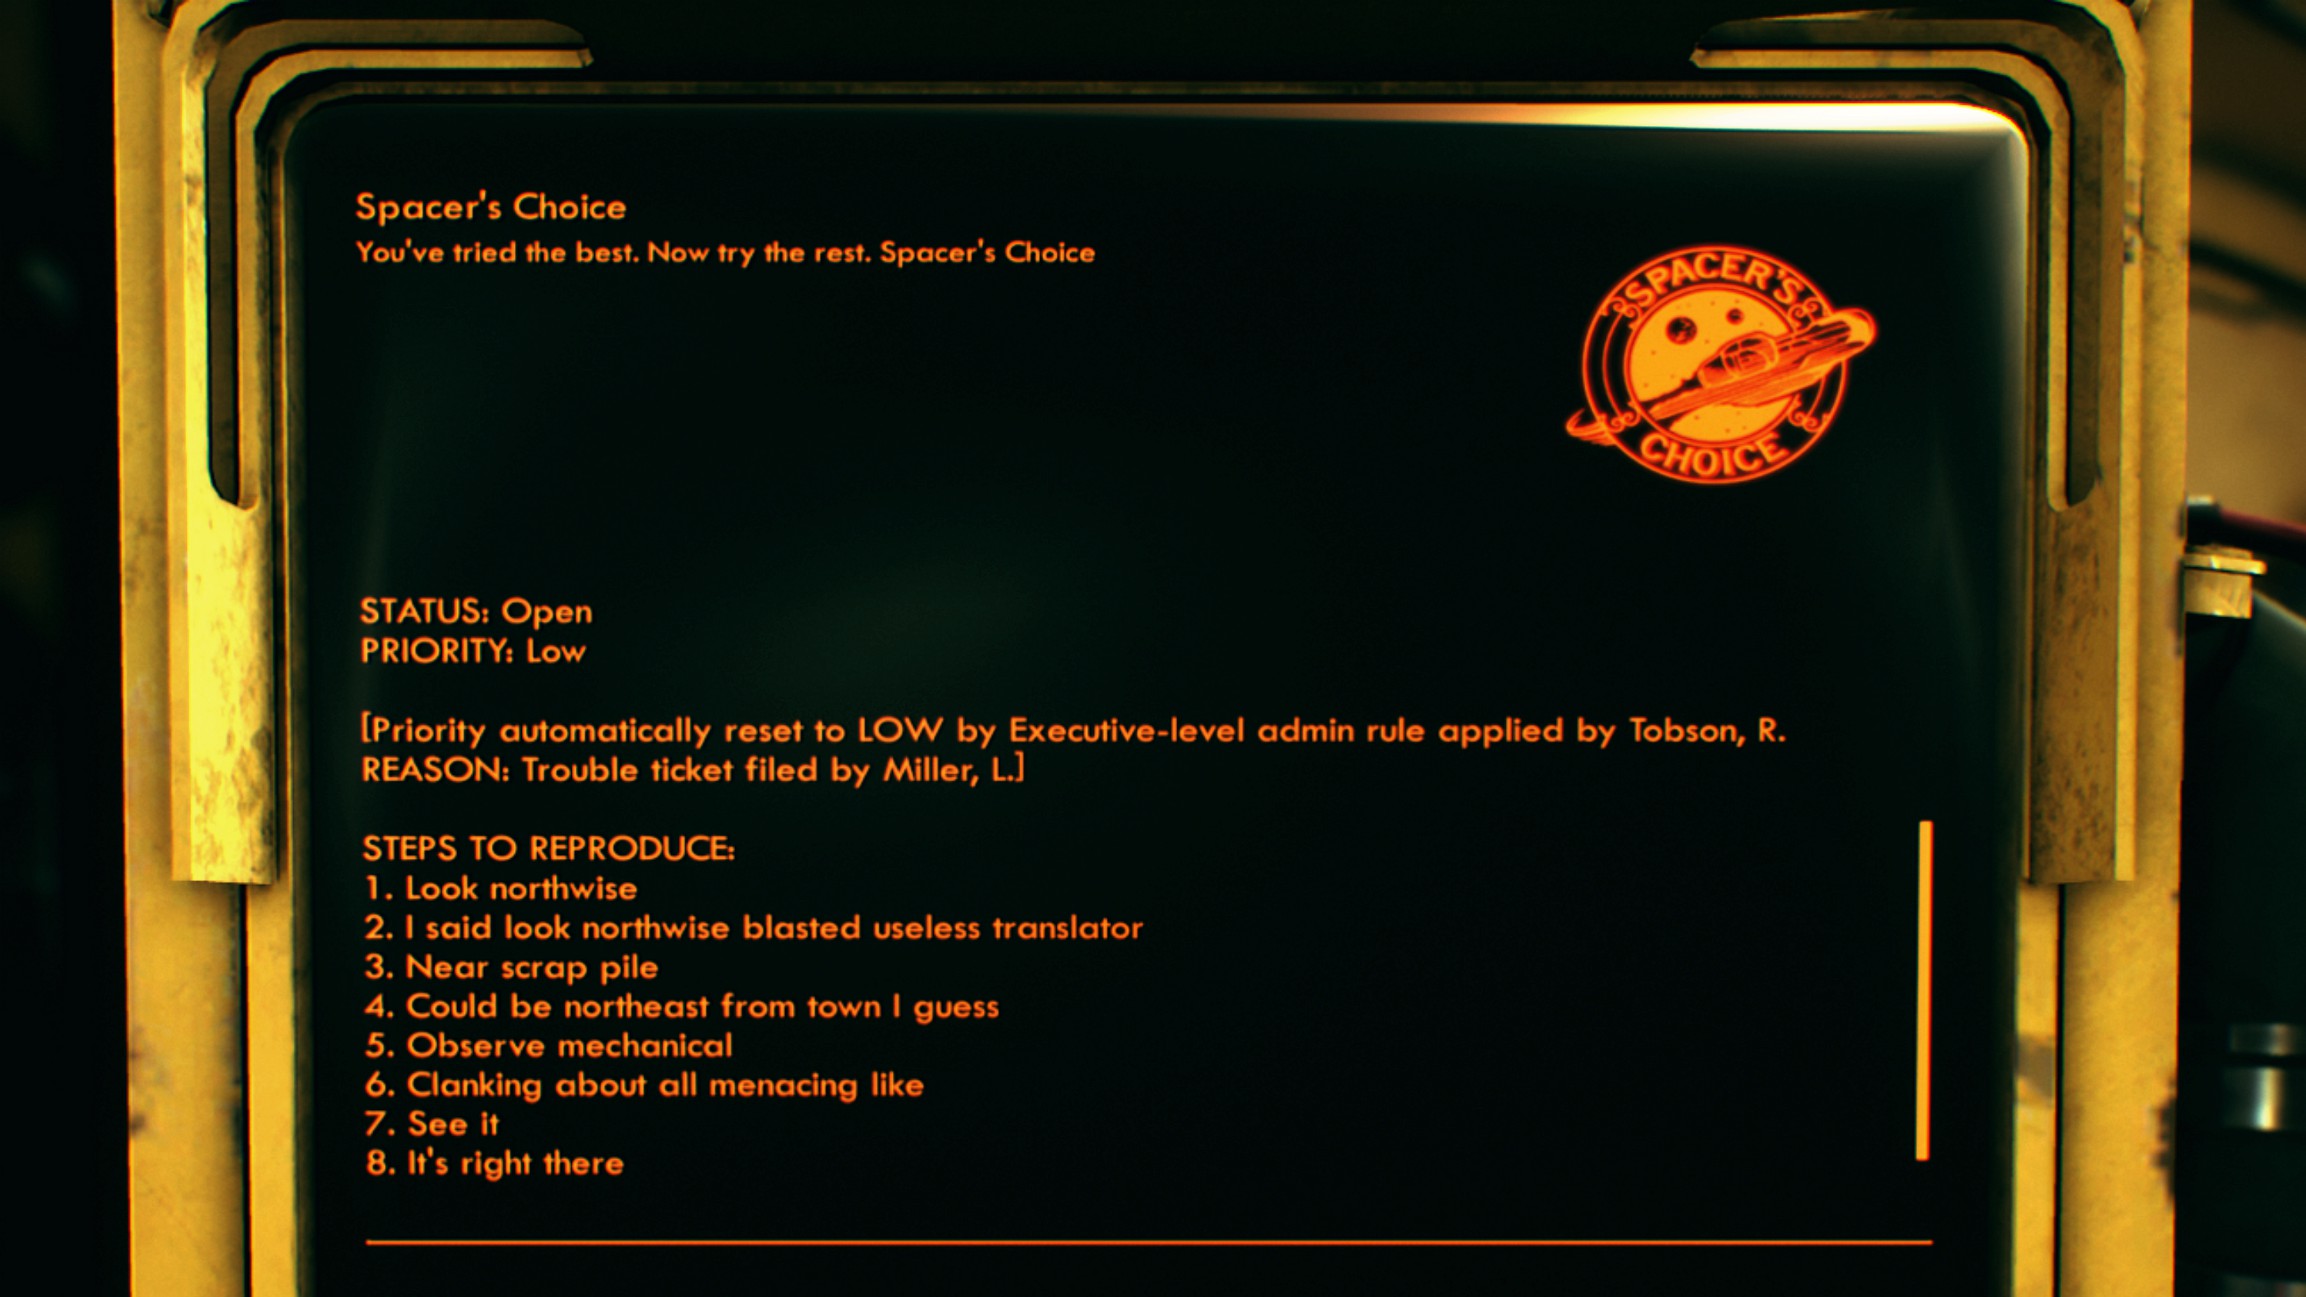 Spacer's Choice
You've tried the best. Now try the rest. Spacer's Choice
SPACER'S
CHOICE
STATUS: Open
PRIORITY: Low
[Priority automatically reset to LOW by Executive-level admin rule applied by Tobson, R.
REASON: Trouble ticket filed by Miller, L.]
STEPS TO REPRODUCE:
1. Look northwise
2. I said look northwise blasted useless translator
3. Near scrap pile
4. Could be northeast from town I guess
5. Observe mechanical
6. Clanking about all menacing like
7. See it
8. It's right there